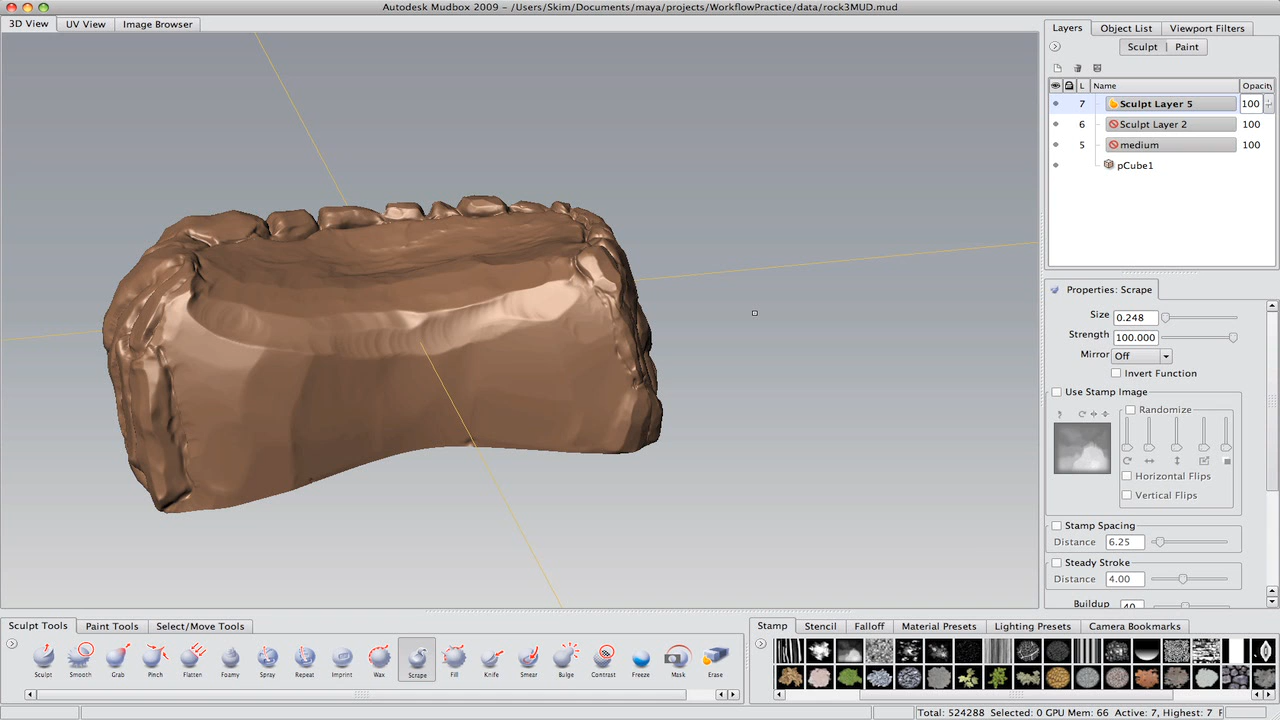 Autodesk Mudbox 2009 - /Users/Skim/Documents/maya/projects/WorkflowPractice/data/rock3MUD.mud
3D View
UV View
Image Browser
Layers
Object List
Viewport Filters
Sculpt
Paint
L
Name
Opacity
7
Sculpt Layer 5
100
6
Sculpt Layer 2
100
5
medium
100
pCube1
Properties: Scrape
Size
0.248
Strength
100.000
Mirror
Off
Invert Function
Use Stamp Image
Randomize
Horizontal Flips
Vertical Flips
Stamp Spacing
Distance
6.25
Steady Stroke
Distance
4.00
Buildup
40
Sculpt Tools
Paint Tools
Select/Move Tools
Sculpt
Smooth
Grab
Pinch
Flatten
Foamy
Spray
Repeat
Imprint
Wax
Scrape
Fill
Knife
Smear
Bulge
Contrast
Freeze
Mask
Erase
Stamp
Stencil
Falloff
Material Presets
Lighting Presets
Camera Bookmarks
Total: 524288 Selected: 0 GPU Mem: 66 Active: 7, Highest: 7 F